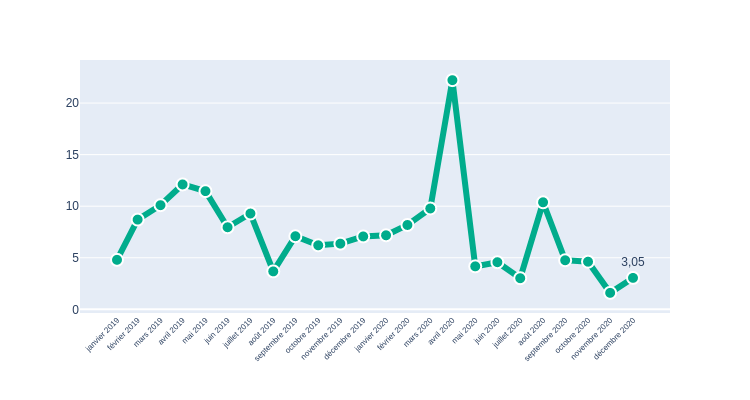 20
15
10
5
0
3,05
janvier 2019
février 2019
mars 2019
avril 2019
mai 2019
juin 2019
juillet 2019
août 2019
septembre 2019
octobre 2019
novembre 2019
décembre 2019
janvier 2020
février 2020
mars 2020
avril 2020
mai 2020
juin 2020
juillet 2020
août 2020
septembre 2020
octobre 2020
novembre 2020
décembre 2020